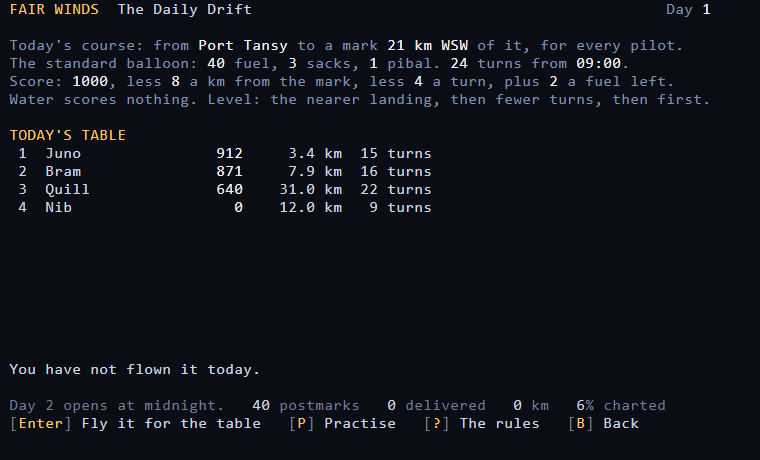 FAIR WINDS  The Daily Drift  Day 1
Today's course: from Port Tansy to a mark 21 km WSW of it, for every pilot.
The standard balloon: 40 fuel, 3 sacks, 1 pibal. 24 turns from 09:00.
Score: 1000, less 8 a km from the mark, less 4 a turn, plus 2 a fuel left.
Water scores nothing. Level: the nearer landing, then fewer turns, then first.
TODAY'S TABLE
1  Juno  912  3.4 km  15 turns
2  Bram  871  7.9 km  16 turns
3  Quill  640  31.0 km  22 turns
4  Nib  0  12.0 km  9 turns
You have not flown it today.
Day 2 opens at midnight.  40 postmarks  0 delivered  0 km  6% charted
[Enter] Fly it for the table  [P] Practise  [?] The rules  [B] Back